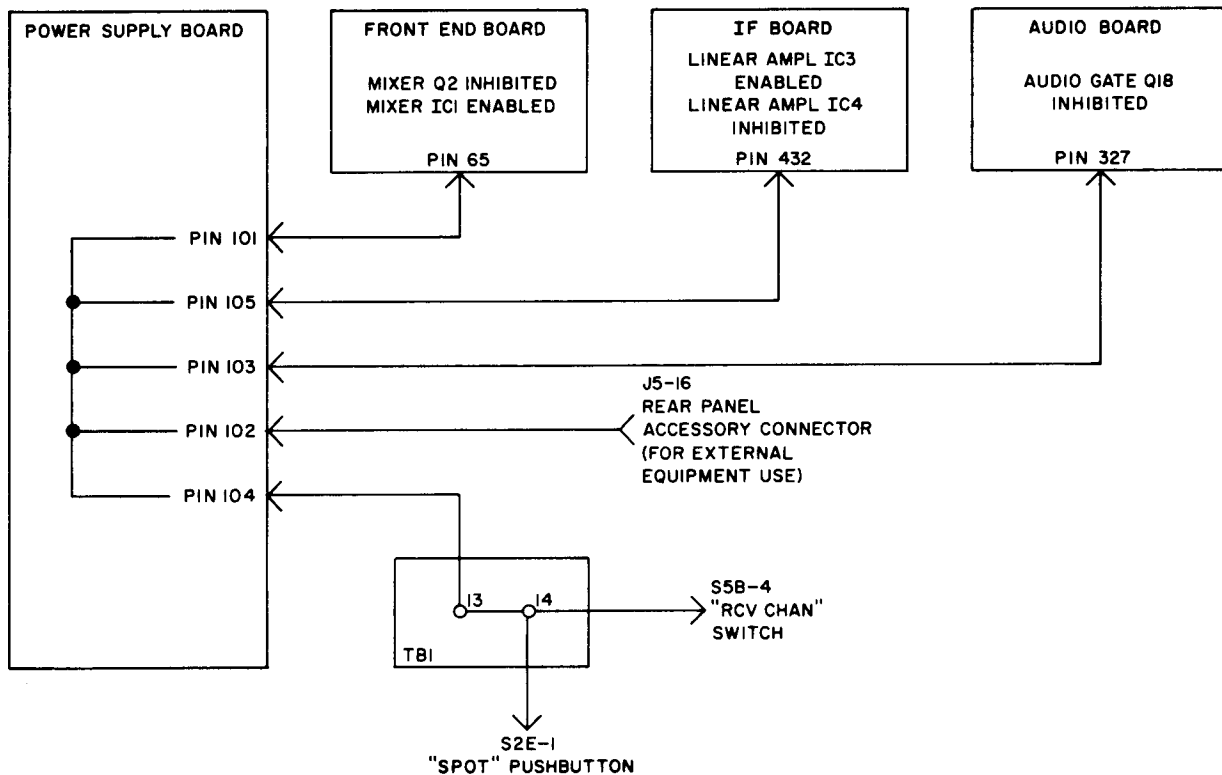 POWER SUPPLY BOARD
FRONT END BOARD
MIXER Q2 INHIBITED
MIXER IC1 ENABLED
PIN 65
IF BOARD
LINEAR AMPL IC3
ENABLED
LINEAR AMPL IC4
INHIBITED
PIN 432
AUDIO BOARD
AUDIO GATE Q18
INHIBITED
PIN 327
PIN 101
PIN 105
PIN 103
PIN 102
PIN 104
J5-16
REAR PANEL
ACCESSORY CONNECTOR
(FOR EXTERNAL
EQUIPMENT USE)
13
14
TB1
S5B-4
"RCV CHAN"
SWITCH
S2E-1
"SPOT" PUSHBUTTON